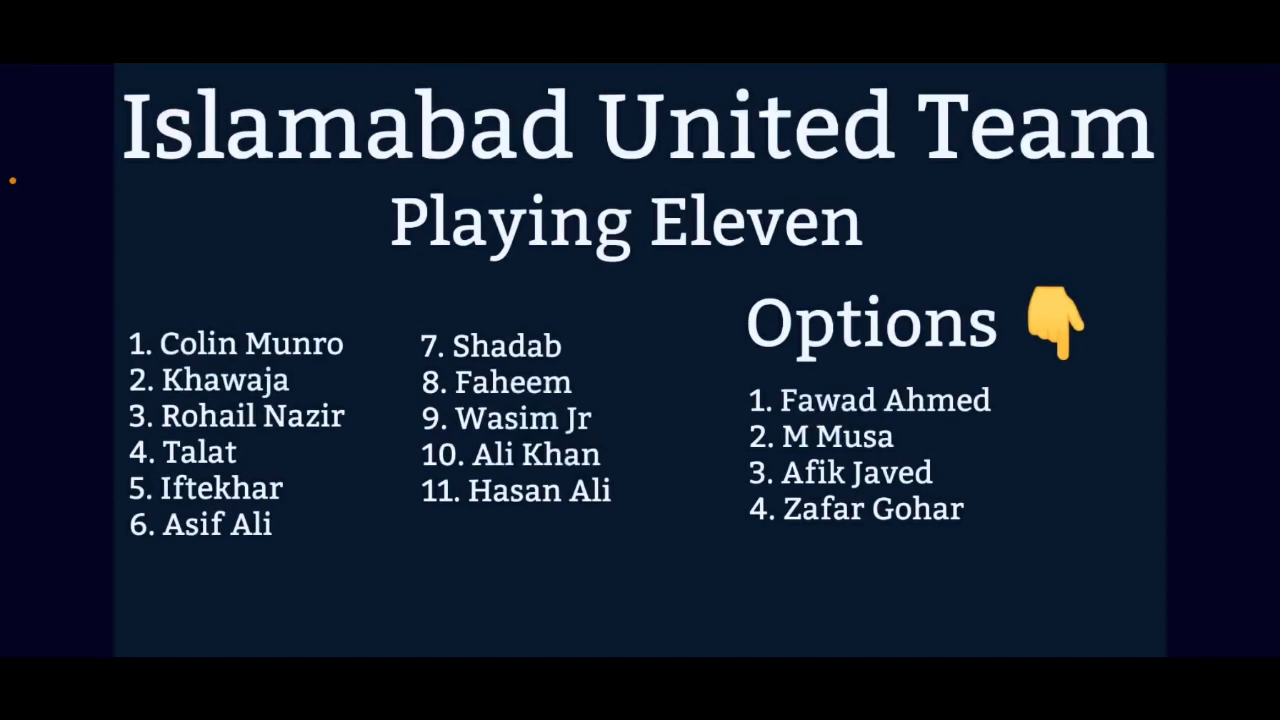 Islamabad United Team
Playing Eleven
1. Colin Munro
2. Khawaja
3. Rohail Nazir
4. Talat
5. Iftekhar
6. Asif Ali
7. Shadab
8. Faheem
9. Wasim Jr
10. Ali Khan
11. Hasan Ali
Options 👇
1. Fawad Ahmed
2. M Musa
3. Afik Javed
4. Zafar Gohar